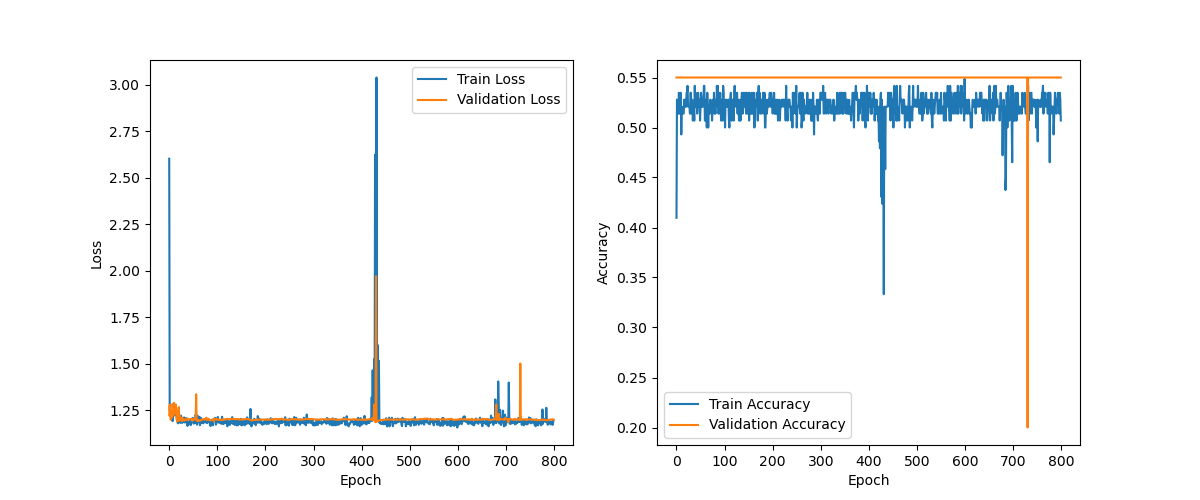 Train Loss
Validation Loss
3.00
2.75
2.50
2.25
2.00
1.75
1.50
1.25
Loss
0 100 200 300 400 500 600 700 800
Epoch
0.55
0.50
0.45
0.40
0.35
0.30
0.25
0.20
Accuracy
Train Accuracy
Validation Accuracy
0 100 200 300 400 500 600 700 800
Epoch